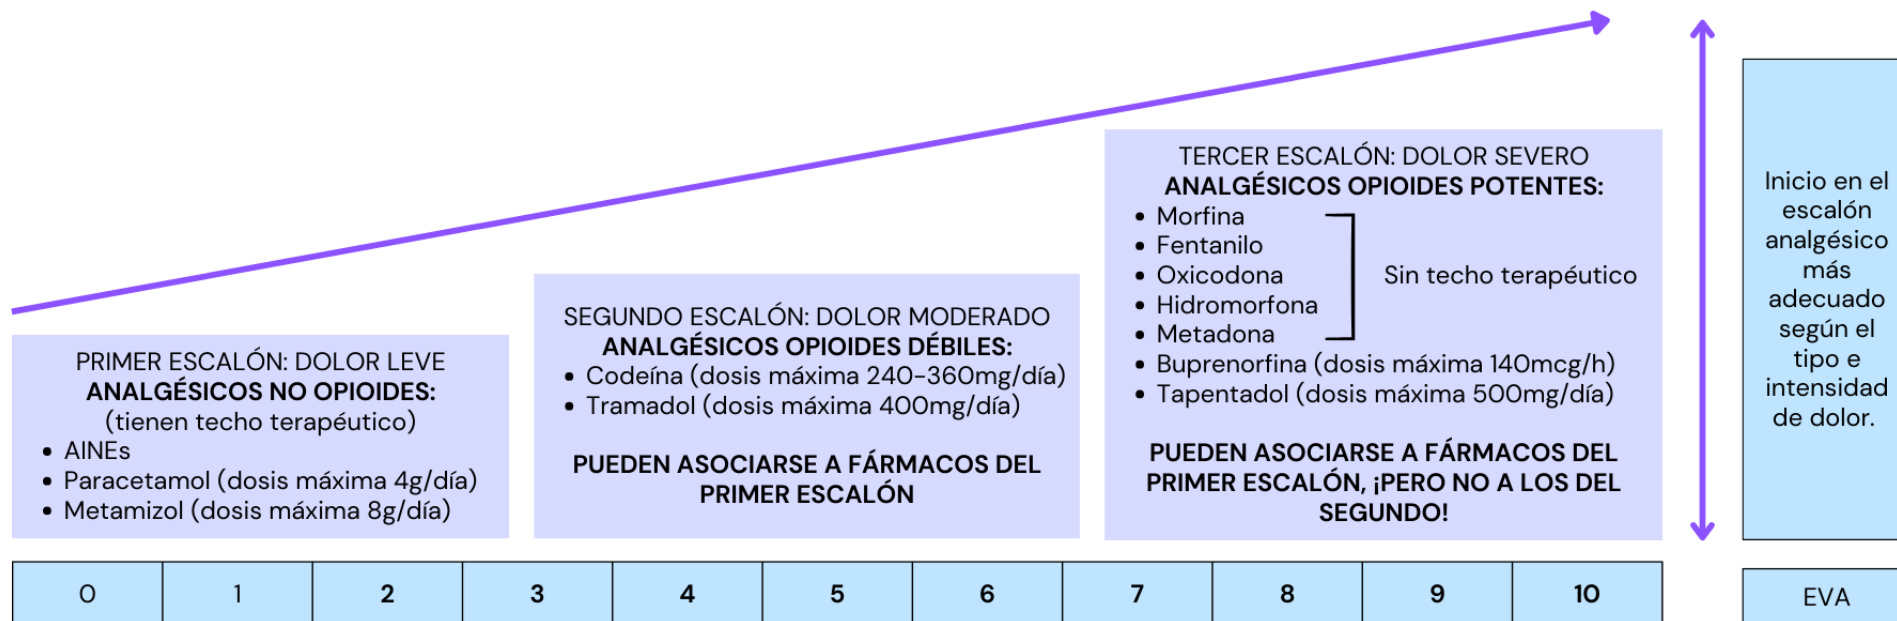 PRIMER ESCALÓN: DOLOR LEVE
ANALGÉSICOS NO OPIOIDES:
(tienen techo terapéutico)
• AINEs
• Paracetamol (dosis máxima 4g/día)
• Metamizol (dosis máxima 8g/día)
SEGUNDO ESCALÓN: DOLOR MODERADO
ANALGÉSICOS OPIOIDES DÉBILES:
• Codeína (dosis máxima 240-360mg/día)
• Tramadol (dosis máxima 400mg/día)
PUEDEN ASOCIARSE A FÁRMACOS DEL
PRIMER ESCALÓN
TERCER ESCALÓN: DOLOR SEVERO
ANALGÉSICOS OPIOIDES POTENTES:
• Morfina
• Fentanilo
• Oxicodona
• Hidromorfona
• Metadona
Sin techo terapéutico
• Buprenorfina (dosis máxima 140mcg/h)
• Tapentadol (dosis máxima 500mg/día)
PUEDEN ASOCIARSE A FÁRMACOS DEL
PRIMER ESCALÓN, ¡PERO NO A LOS DEL
SEGUNDO!
Inicio en el
escalón
analgésico
más
adecuado
según el
tipo e
intensidad
de dolor.
0 1 2 3 4 5 6 7 8 9 10
EVA